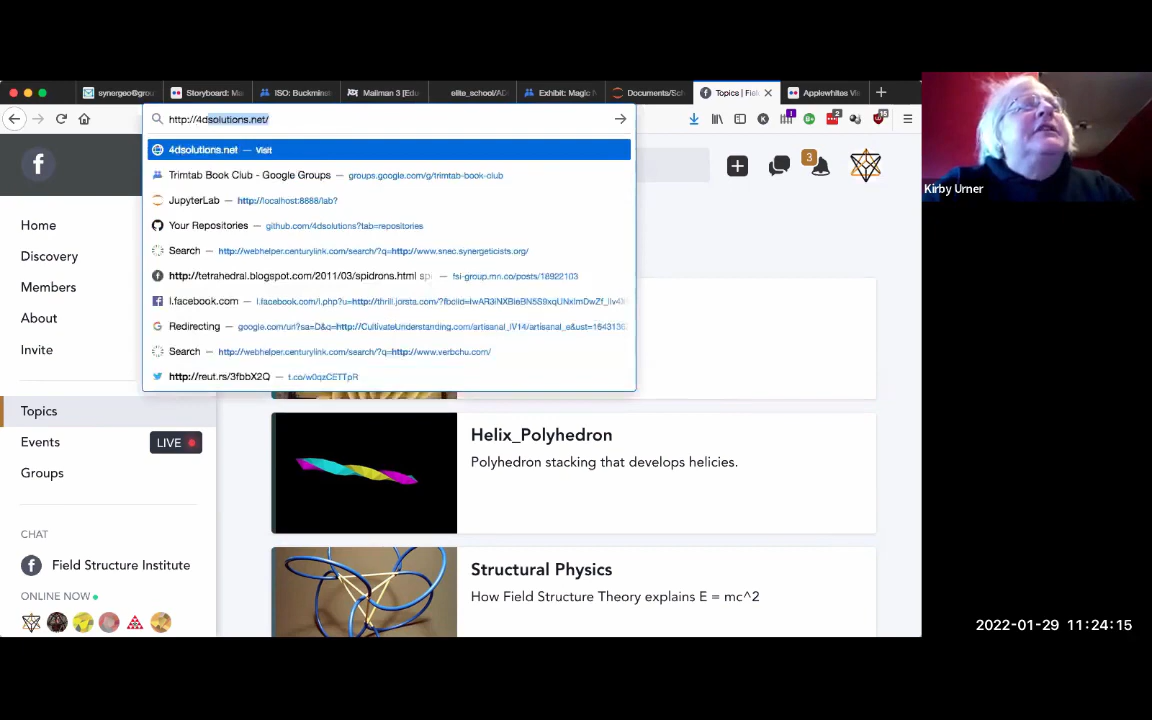 synergeo@grou
Storyboard: Ma
ISO: Buckminst
Mailman 3 [Edu
elite_school/AD
Exhibit: Magic N
Documents/Sch
Topics | Fiel
Applewhites Vi
http://4dsolutions.net/
4dsolutions.net — Visit
Trimtab Book Club - Google Groups — groups.google.com/g/trimtab-book-club
JupyterLab — http://localhost:8888/lab?
Your Repositories — github.com/4dsolutions?tab=repositories
Search — http://webhelper.centurylink.com/search/?q=http://www.snec.synergeticists.org/
http://tetrahedral.blogspot.com/2011/03/spidrons.html — fsi-group.mn.co/posts/18922103
l.facebook.com —
Redirecting —
Search — http://webhelper.centurylink.com/search/?q=http://www.verbchu.com/
http://reut.rs/3fbbX2Q — t.co/w0qzCETTpR
3
Kirby Urner
Home
Discovery
Members
About
Invite
Topics
Events LIVE
Groups
CHAT
Field Structure Institute
ONLINE NOW
Helix_Polyhedron
Polyhedron stacking that develops helicies.
Structural Physics
How Field Structure Theory explains E = mc^2
2022-01-29 11:24:15